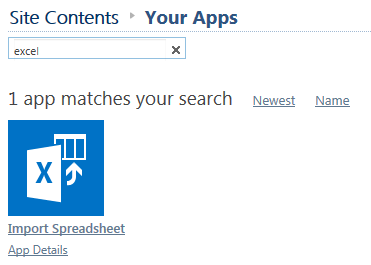 Site Contents ▸ Your Apps
excel
1 app matches your search Newest Name
X
Import Spreadsheet
App Details